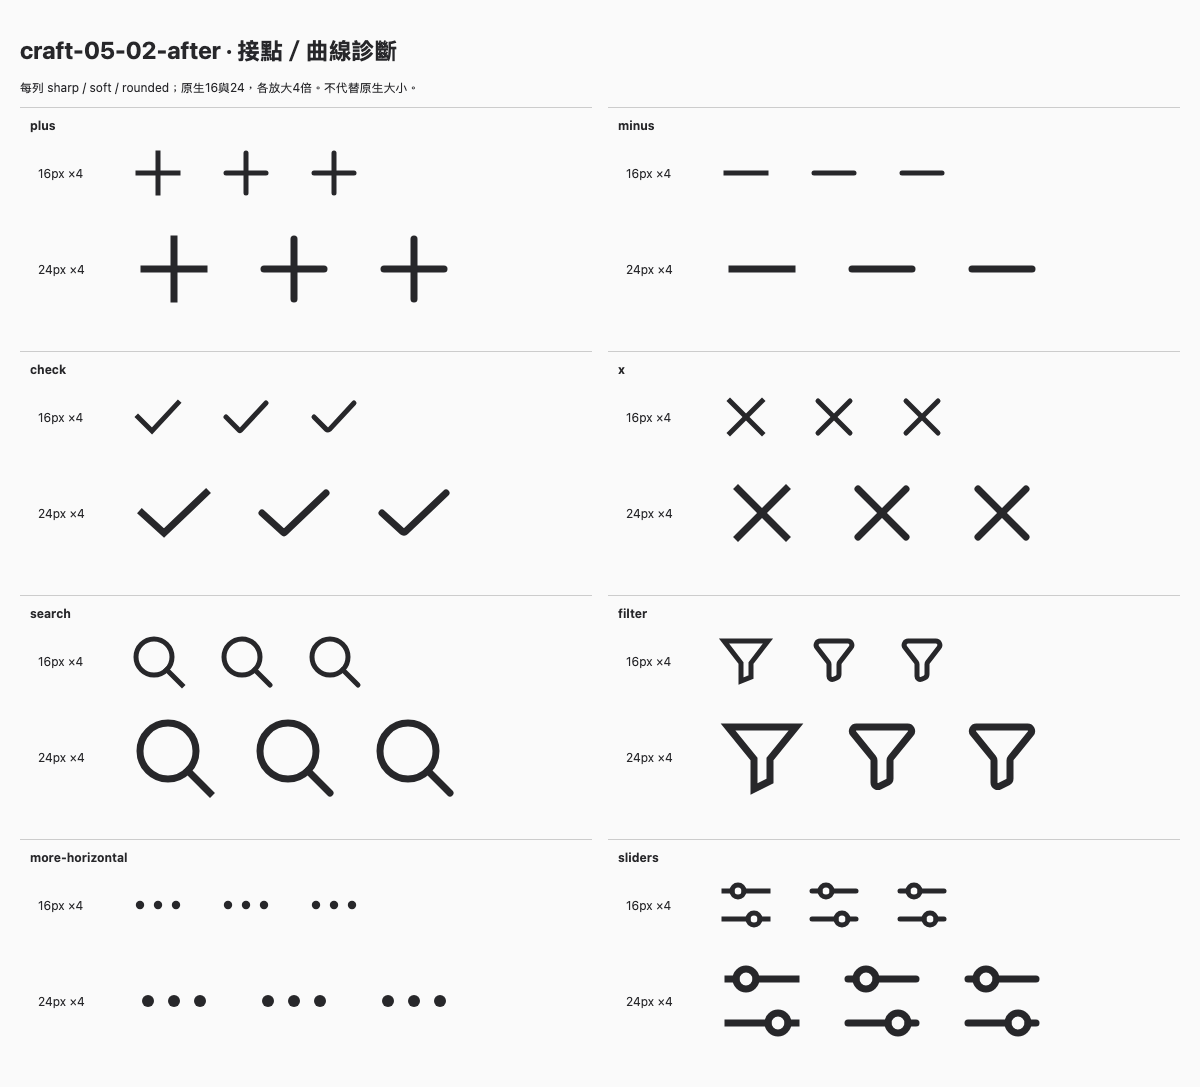 craft-05-02-after · 接點 / 曲線診斷
每列 sharp / soft / rounded；原生16與24，各放大4倍。不代替原生大小。
plus
16px ×4
24px ×4
minus
16px ×4
24px ×4
check
16px ×4
24px ×4
x
16px ×4
24px ×4
search
16px ×4
24px ×4
filter
16px ×4
24px ×4
more-horizontal
16px ×4
24px ×4
sliders
16px ×4
24px ×4